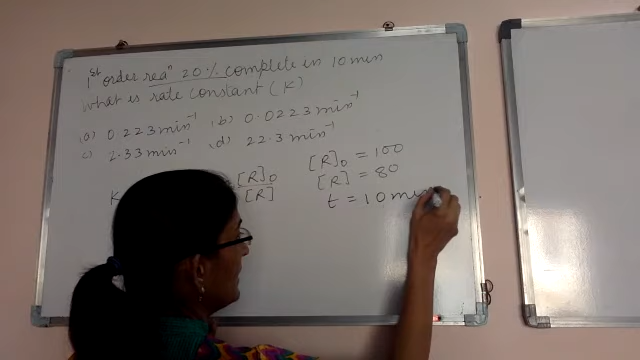 1st order reaⁿ 20% complete in 10 min
what is rate constant (K)
(a) 0.223 min⁻¹ (b) 0.0223 min⁻¹
c) 2.33 min⁻¹ (d) 22.3 min⁻¹
K [R]₀ / [R]
[R]₀ = 100
[R] = 80
t = 10 min